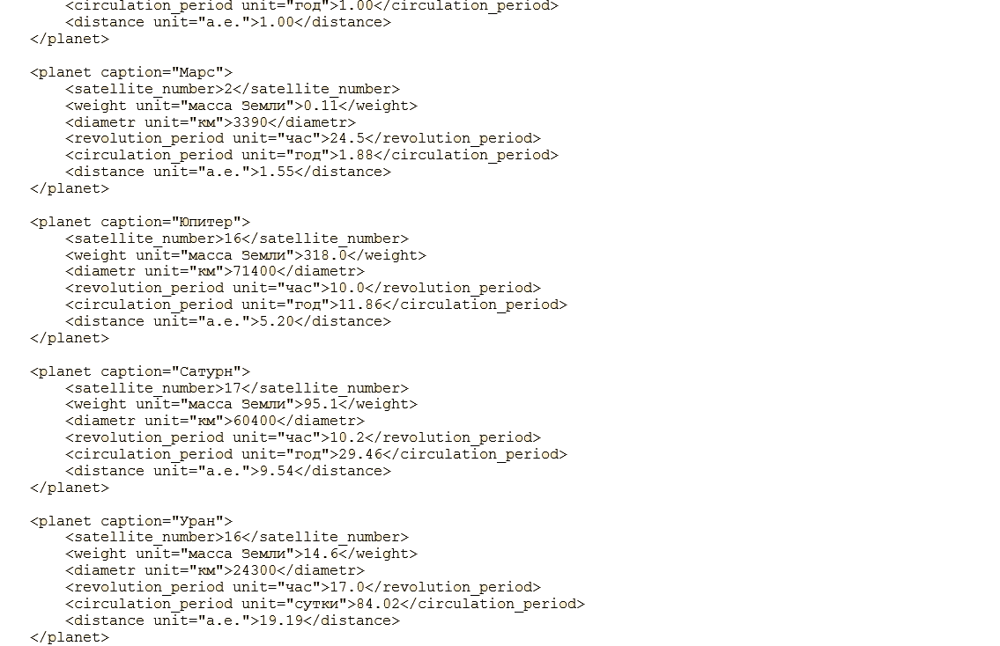 <circulation_period unit="год">1.00</circulation_period>
<distance unit="а.е.">1.00</distance>
</planet>
<planet caption="Марс">
<satellite_number>2</satellite_number>
<weight unit="масса Земли">0.11</weight>
<diametr unit="км">3390</diametr>
<revolution_period unit="час">24.5</revolution_period>
<circulation_period unit="год">1.88</circulation_period>
<distance unit="а.е.">1.55</distance>
</planet>
<planet caption="Юпитер">
<satellite_number>16</satellite_number>
<weight unit="масса Земли">318.0</weight>
<diametr unit="км">71400</diametr>
<revolution_period unit="час">10.0</revolution_period>
<circulation_period unit="год">11.86</circulation_period>
<distance unit="а.е.">5.20</distance>
</planet>
<planet caption="Сатурн">
<satellite_number>17</satellite_number>
<weight unit="масса Земли">95.1</weight>
<diametr unit="км">60400</diametr>
<revolution_period unit="час">10.2</revolution_period>
<circulation_period unit="год">29.46</circulation_period>
<distance unit="а.е.">9.54</distance>
</planet>
<planet caption="Уран">
<satellite_number>16</satellite_number>
<weight unit="масса Земли">14.6</weight>
<diametr unit="км">24300</diametr>
<revolution_period unit="час">17.0</revolution_period>
<circulation_period unit="сутки">84.02</circulation_period>
<distance unit="а.е.">19.19</distance>
</planet>